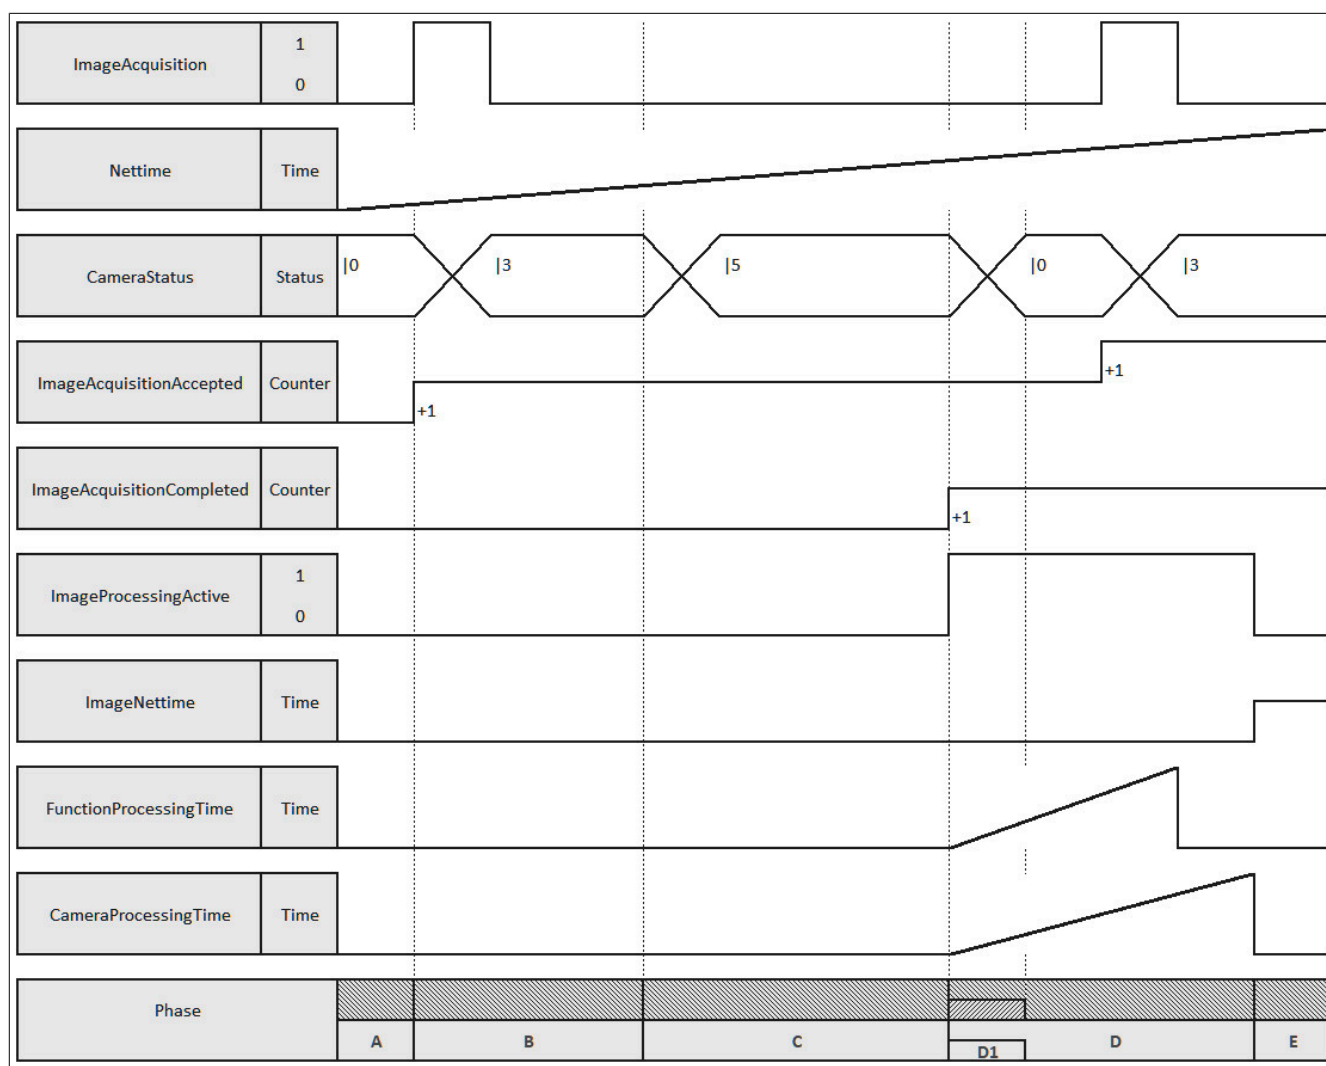 ImageAcquisition
1
0
Nettime Time
CameraStatus Status |0 |3 |5 |0 |3
ImageAcquisitionAccepted Counter +1 +1
ImageAcquisitionCompleted Counter +1
ImageProcessingActive
1
0
ImageNettime Time
FunctionProcessingTime Time
CameraProcessingTime Time
Phase
A B C D1 D E